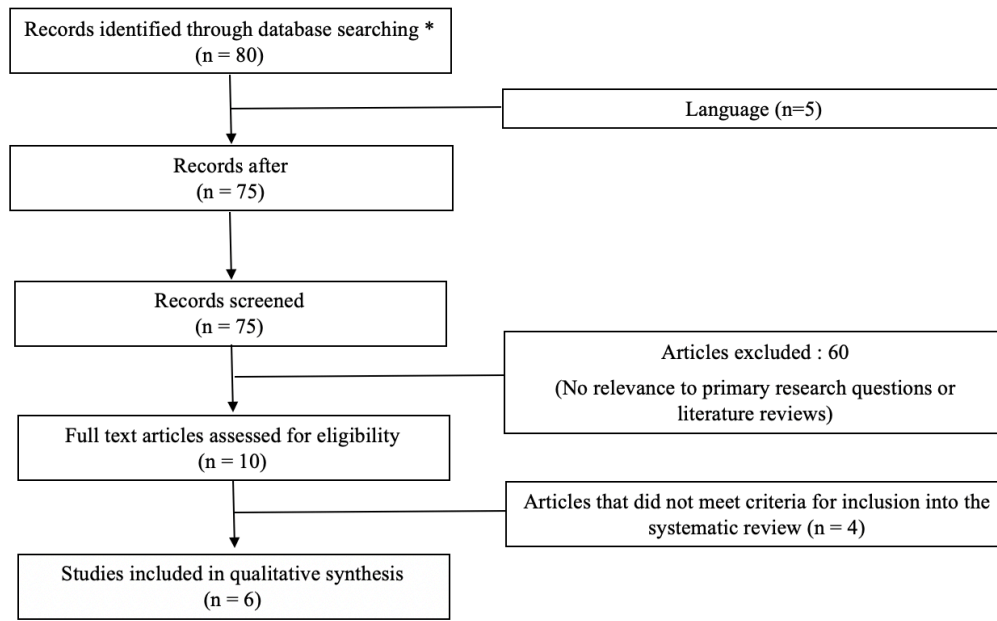 Records identified through database searching *
(n = 80)
Language (n=5)
Records after
(n = 75)
Records screened
(n = 75)
Articles excluded : 60
(No relevance to primary research questions or
literature reviews)
Full text articles assessed for eligibility
(n = 10)
Articles that did not meet criteria for inclusion into the
systematic review (n = 4)
Studies included in qualitative synthesis
(n = 6)